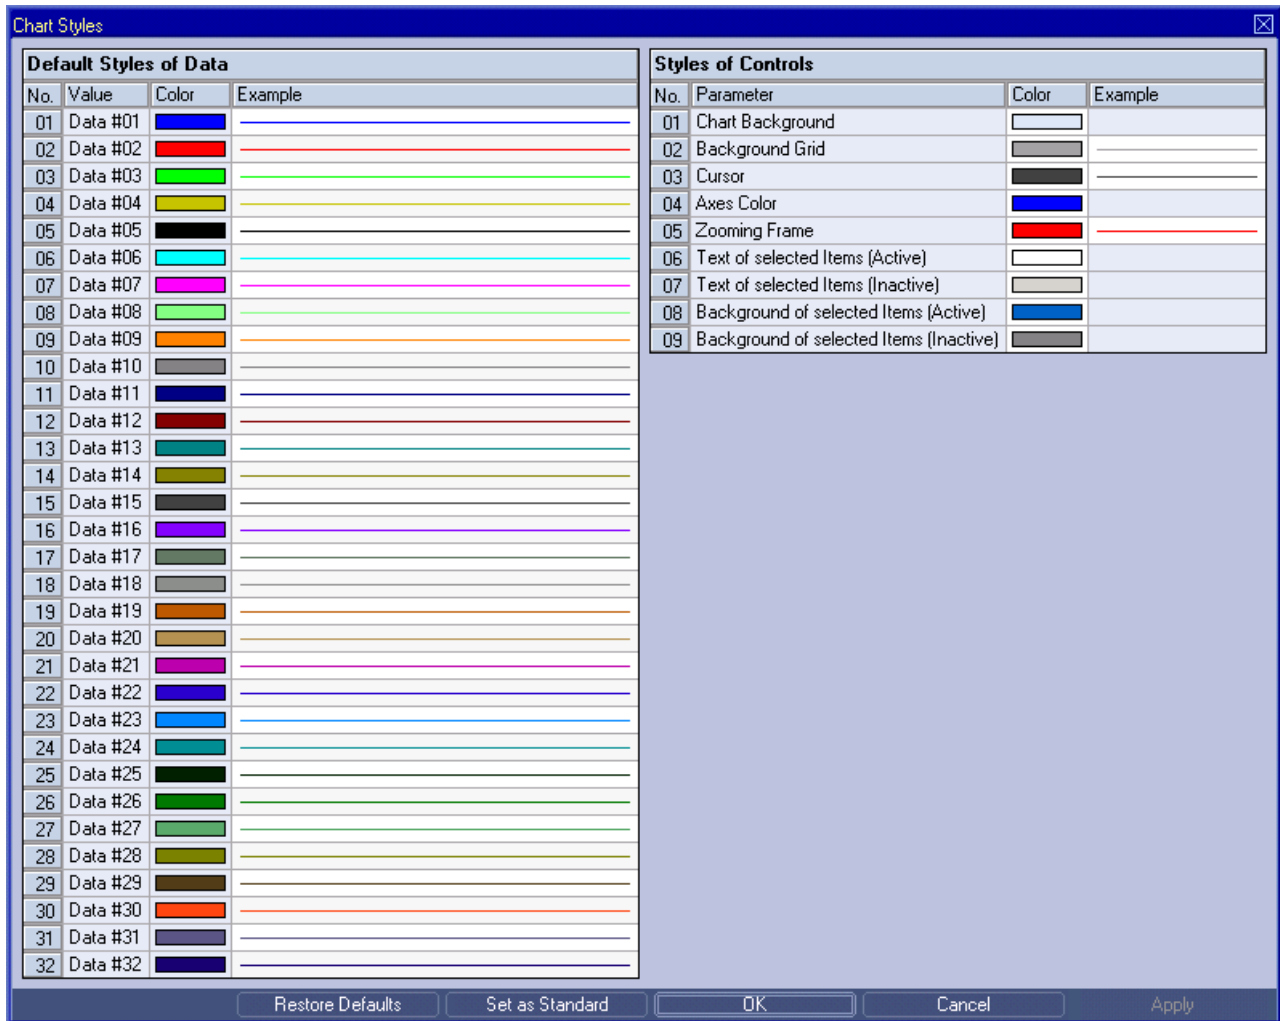 Chart Styles
Default Styles of Data
No. Value Color Example
01 Data #01
02 Data #02
03 Data #03
04 Data #04
05 Data #05
06 Data #06
07 Data #07
08 Data #08
09 Data #09
10 Data #10
11 Data #11
12 Data #12
13 Data #13
14 Data #14
15 Data #15
16 Data #16
17 Data #17
18 Data #18
19 Data #19
20 Data #20
21 Data #21
22 Data #22
23 Data #23
24 Data #24
25 Data #25
26 Data #26
27 Data #27
28 Data #28
29 Data #29
30 Data #30
31 Data #31
32 Data #32
Styles of Controls
No. Parameter Color Example
01 Chart Background
02 Background Grid
03 Cursor
04 Axes Color
05 Zooming Frame
06 Text of selected Items (Active)
07 Text of selected Items (Inactive)
08 Background of selected Items (Active)
09 Background of selected Items (Inactive)
Restore Defaults Set as Standard OK Cancel Apply